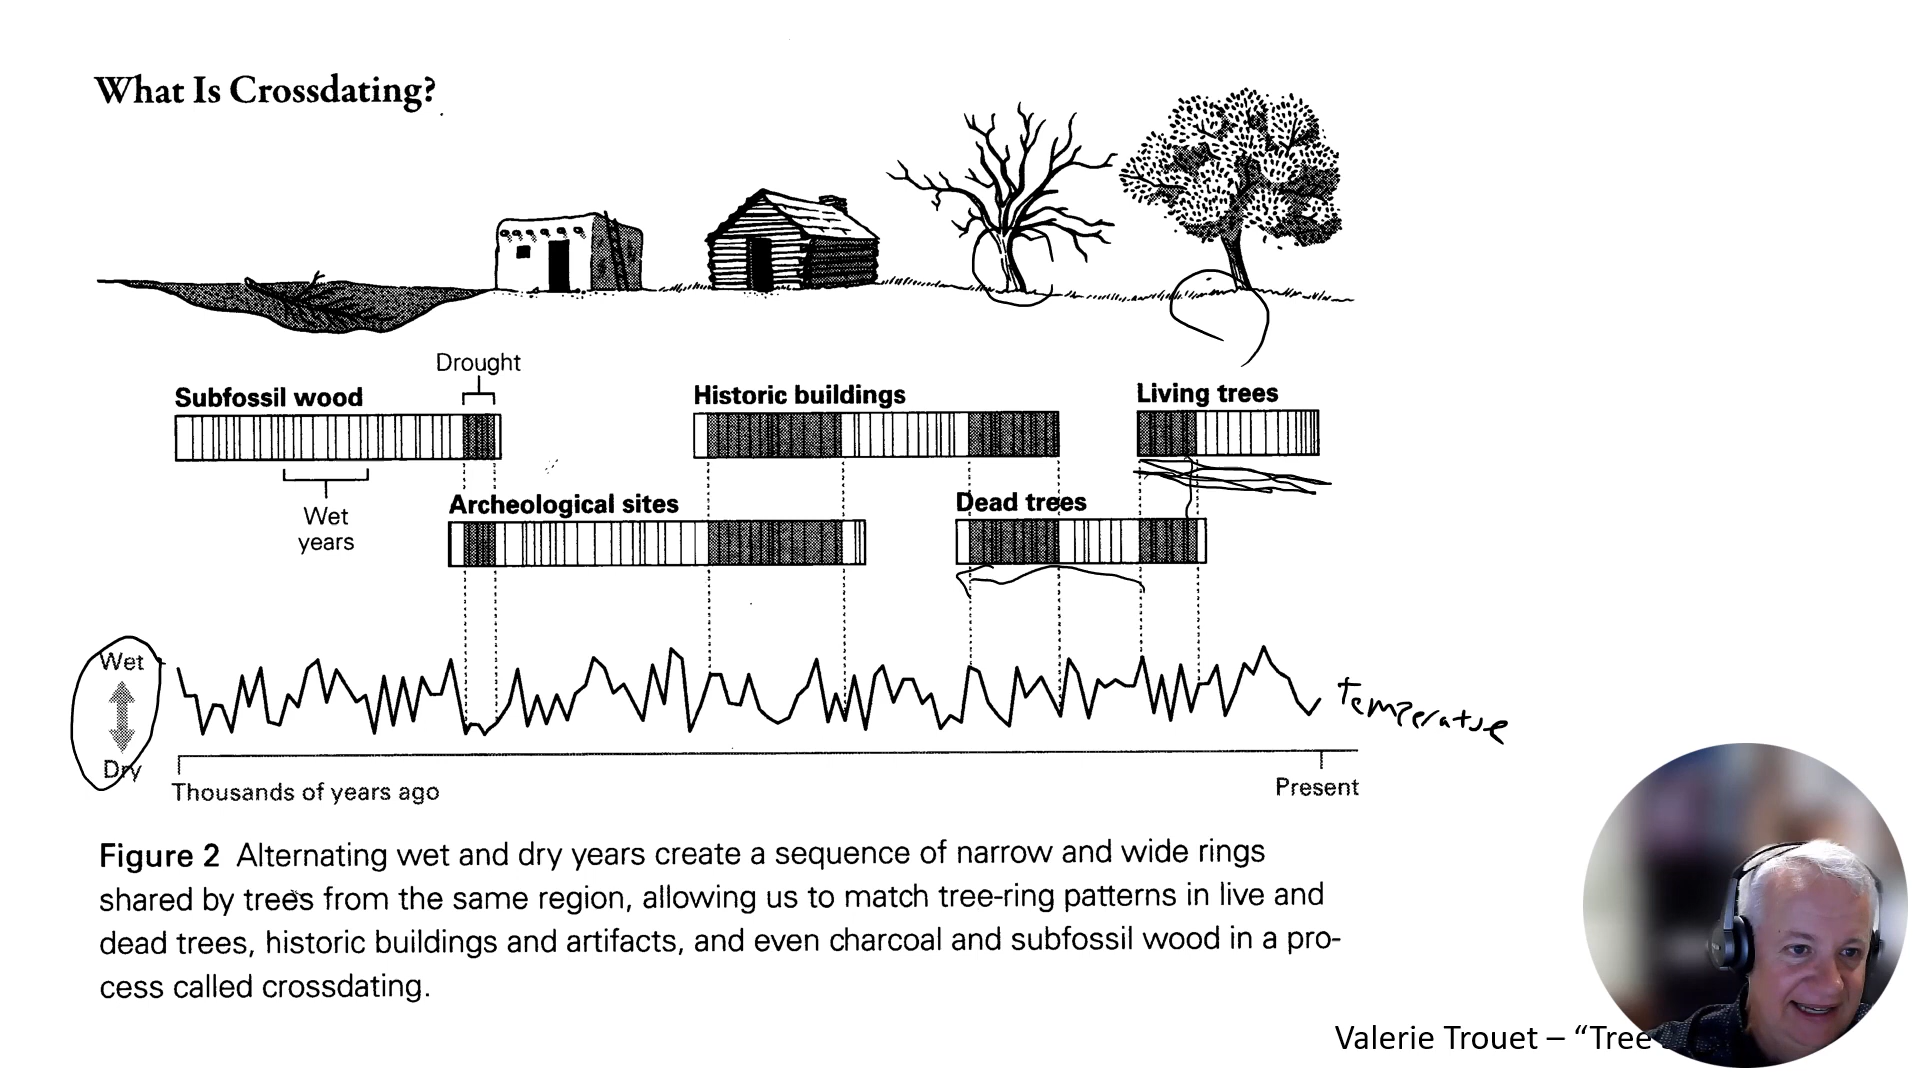 What Is Crossdating?
Drought
Subfossil wood
Historic buildings
Living trees
Wet
years
Archeological sites
Dead trees
Wet
Dry
Temperature
Thousands of years ago
Present
Figure 2 Alternating wet and dry years create a sequence of narrow and wide rings
shared by trees from the same region, allowing us to match tree-ring patterns in live and
dead trees, historic buildings and artifacts, and even charcoal and subfossil wood in a pro-
cess called crossdating.
Valerie Trouet – “Tree